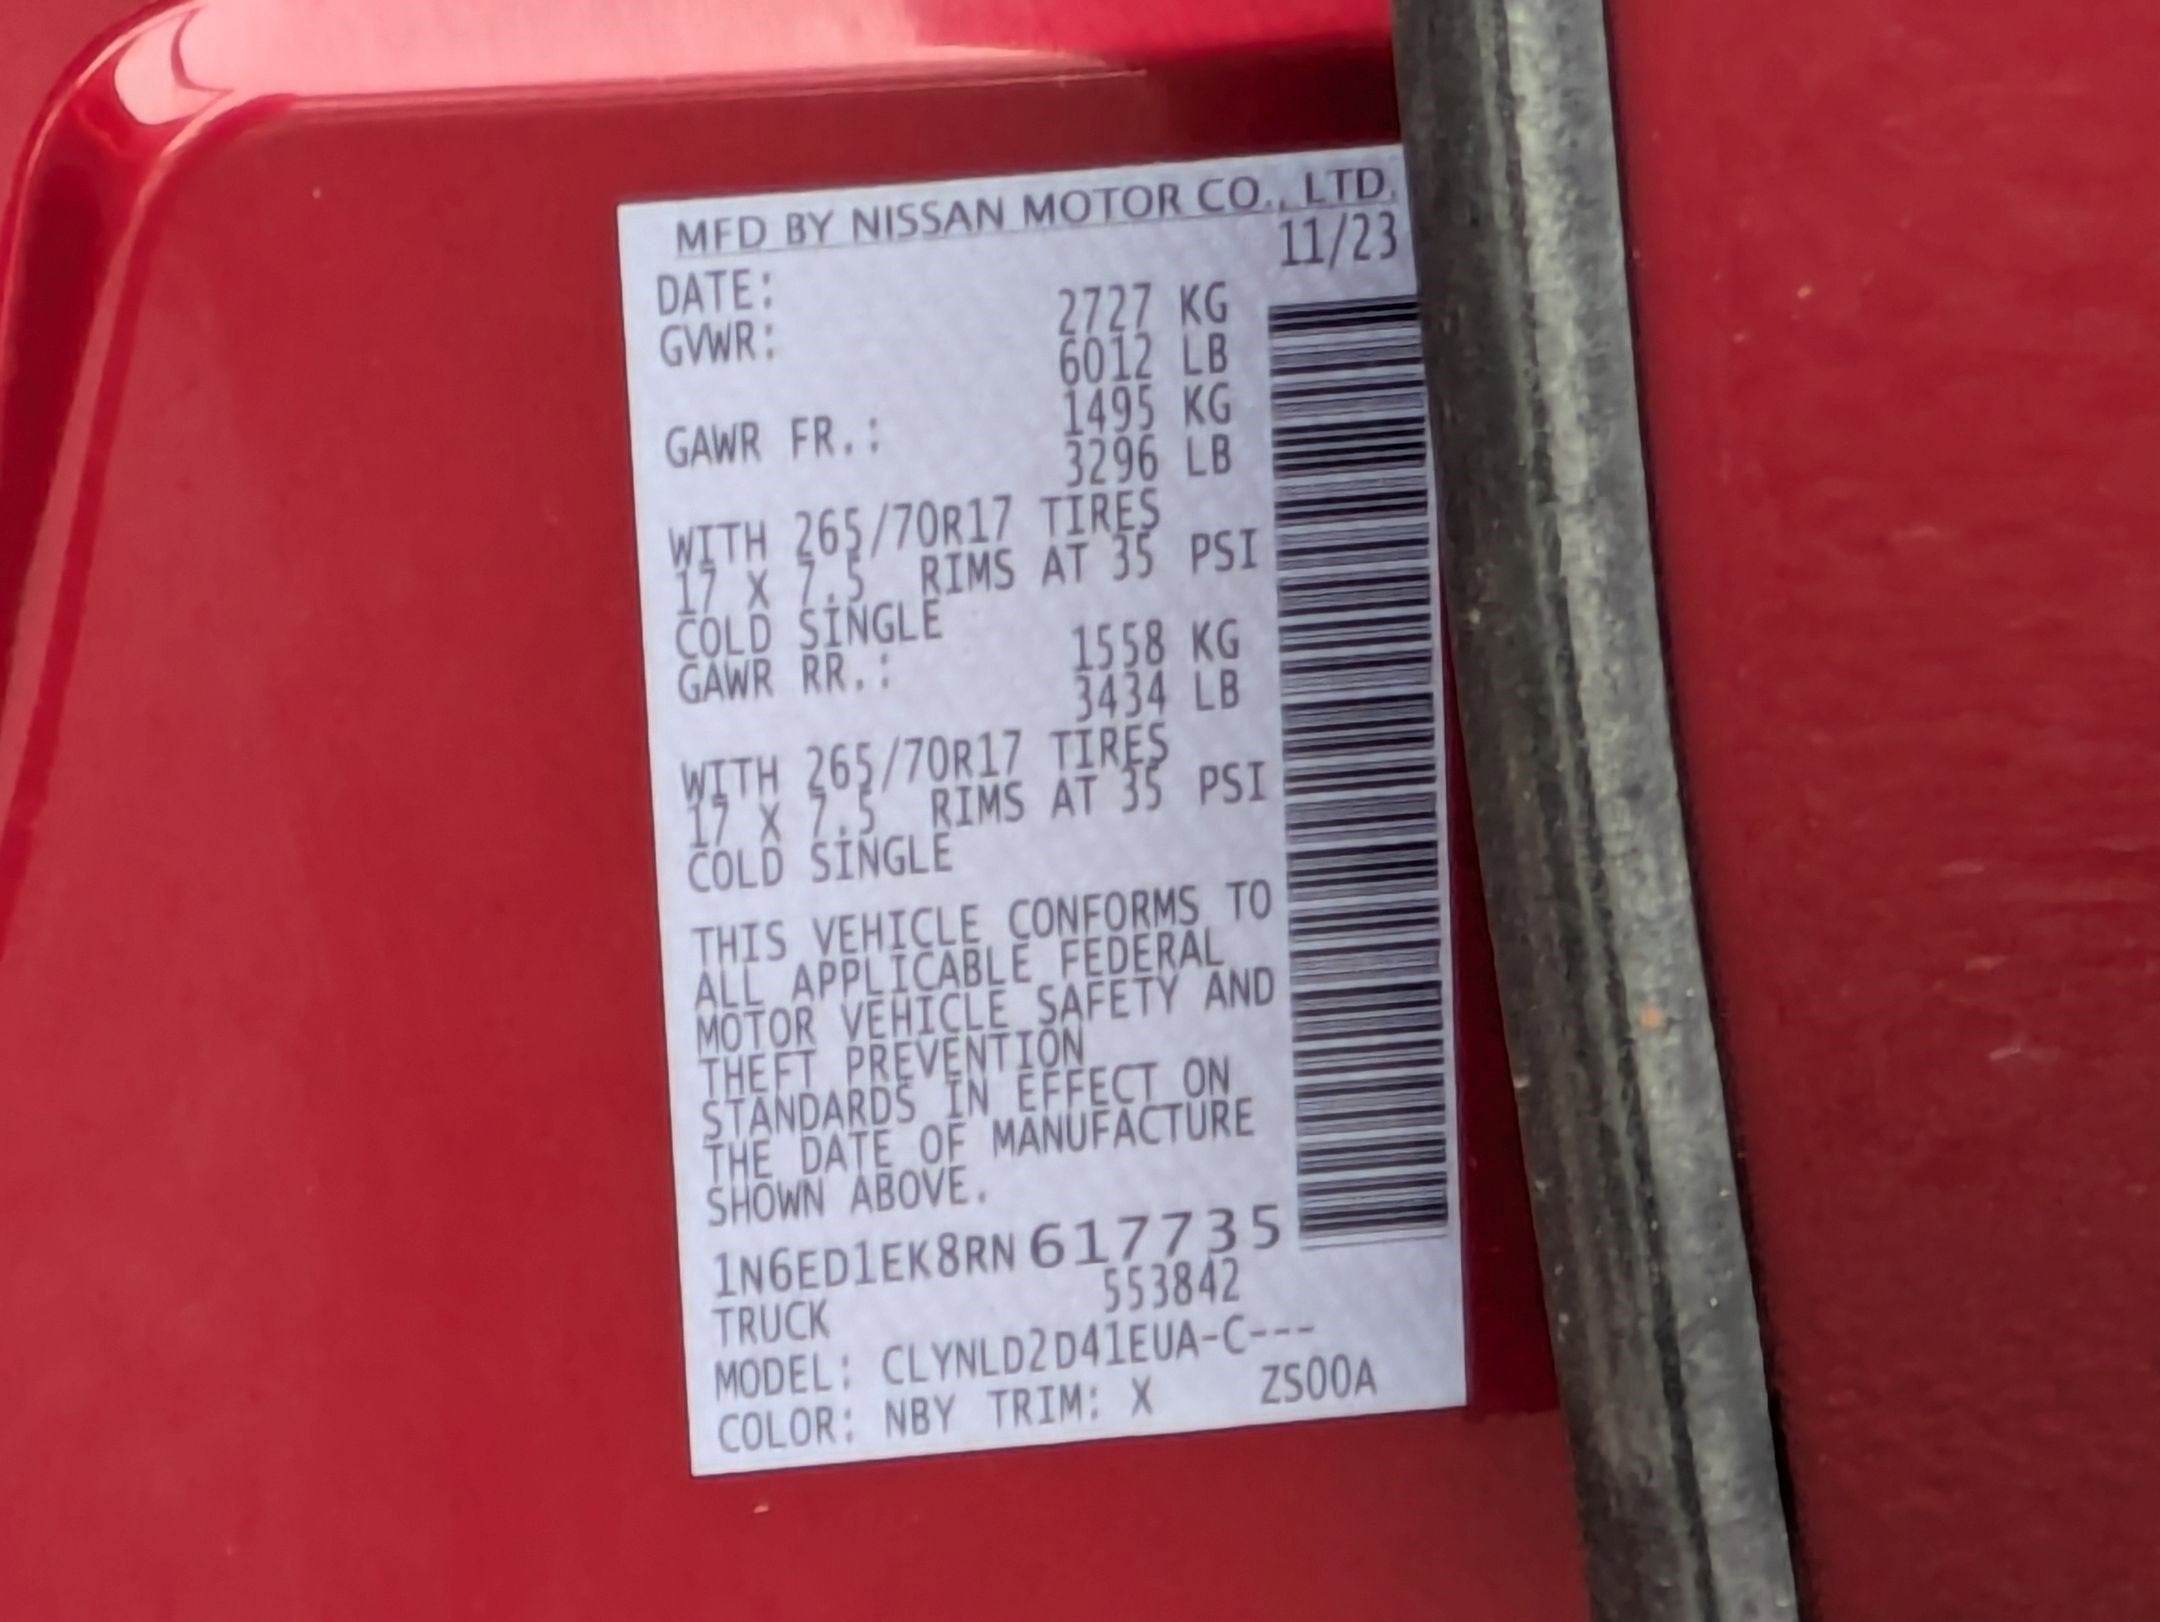 MFD BY NISSAN MOTOR CO., LTD.
DATE: 11/23
GVWR: 2727 KG
6012 LB
GAWR FR.: 1495 KG
3296 LB
WITH 265/70R17 TIRES
17 X 7.5 RIMS AT 35 PSI
COLD SINGLE
GAWR RR.: 1558 KG
3434 LB
WITH 265/70R17 TIRES
17 X 7.5 RIMS AT 35 PSI
COLD SINGLE
THIS VEHICLE CONFORMS TO
ALL APPLICABLE FEDERAL
MOTOR VEHICLE SAFETY AND
THEFT PREVENTION
STANDARDS IN EFFECT ON
THE DATE OF MANUFACTURE
SHOWN ABOVE.
1N6ED1EK8RN617735
TRUCK 553842
MODEL: CLYNLD2D41EUA-C---
COLOR: NBY TRIM: X ZS00A